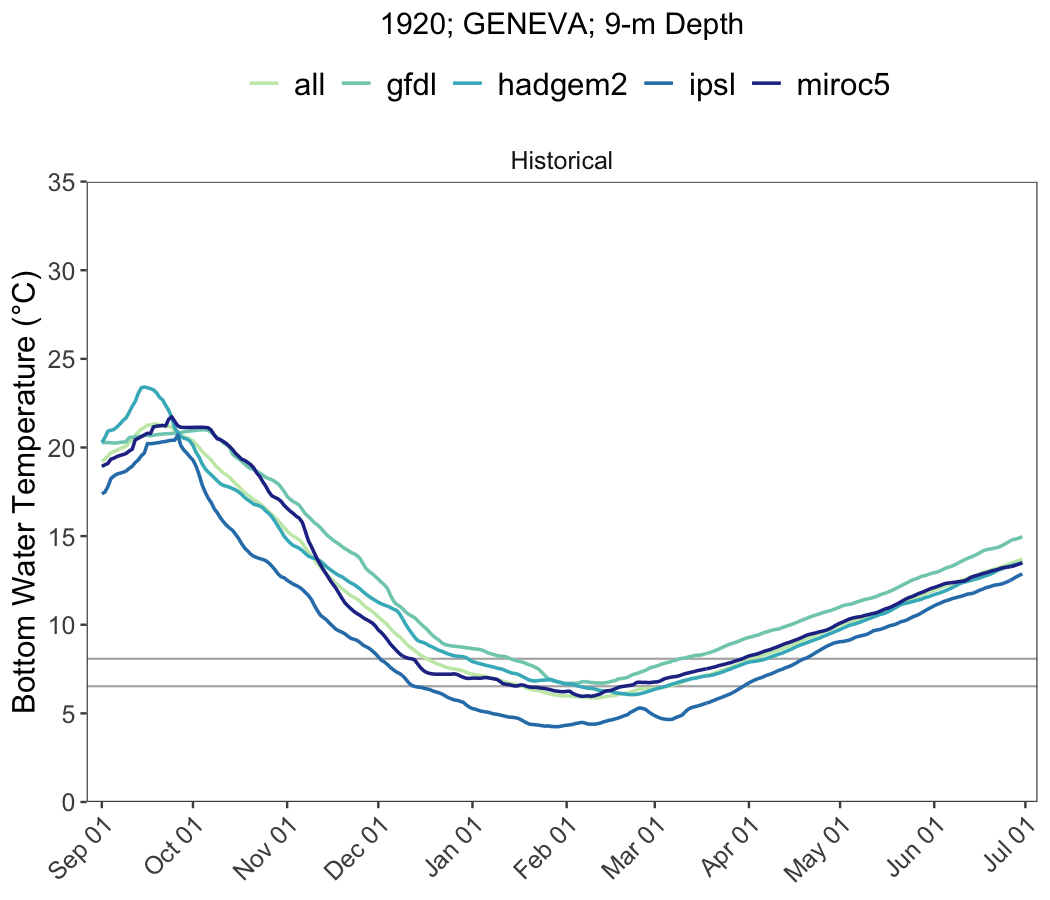 1920; GENEVA; 9-m Depth
all gfdl hadgem2 ipsl miroc5
Historical
Bottom Water Temperature (°C)
35
30
25
20
15
10
5
0
Sep 01 Oct 01 Nov 01 Dec 01 Jan 01 Feb 01 Mar 01 Apr 01 May 01 Jun 01 Jul 01